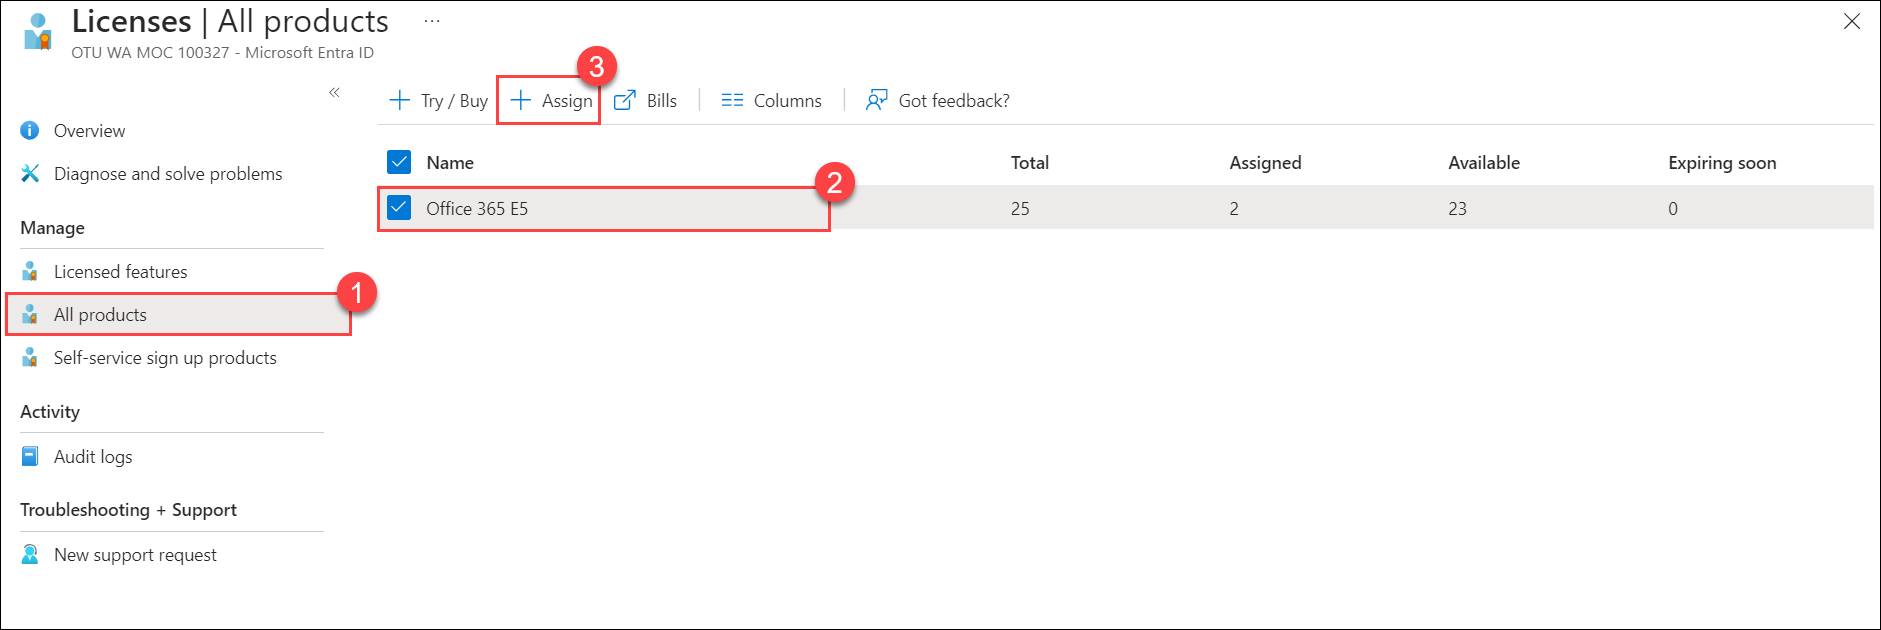 Licenses | All products ...
OTU WA MOC 100327 - Microsoft Entra ID
Overview
Diagnose and solve problems
Manage
Licensed features
All products
1
Self-service sign up products
Activity
Audit logs
Troubleshooting + Support
New support request
Try / Buy Assign Bills Columns Got feedback?
3
Name Total Assigned Available Expiring soon
2
Office 365 E5 25 2 23 0